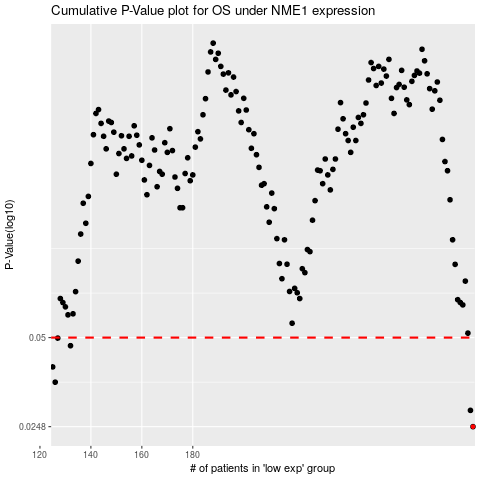 Cumulative P-Value plot for OS under NME1 expression
P-Value(log10)
0.05
0.0248
120 140 160 180
# of patients in 'low exp' group